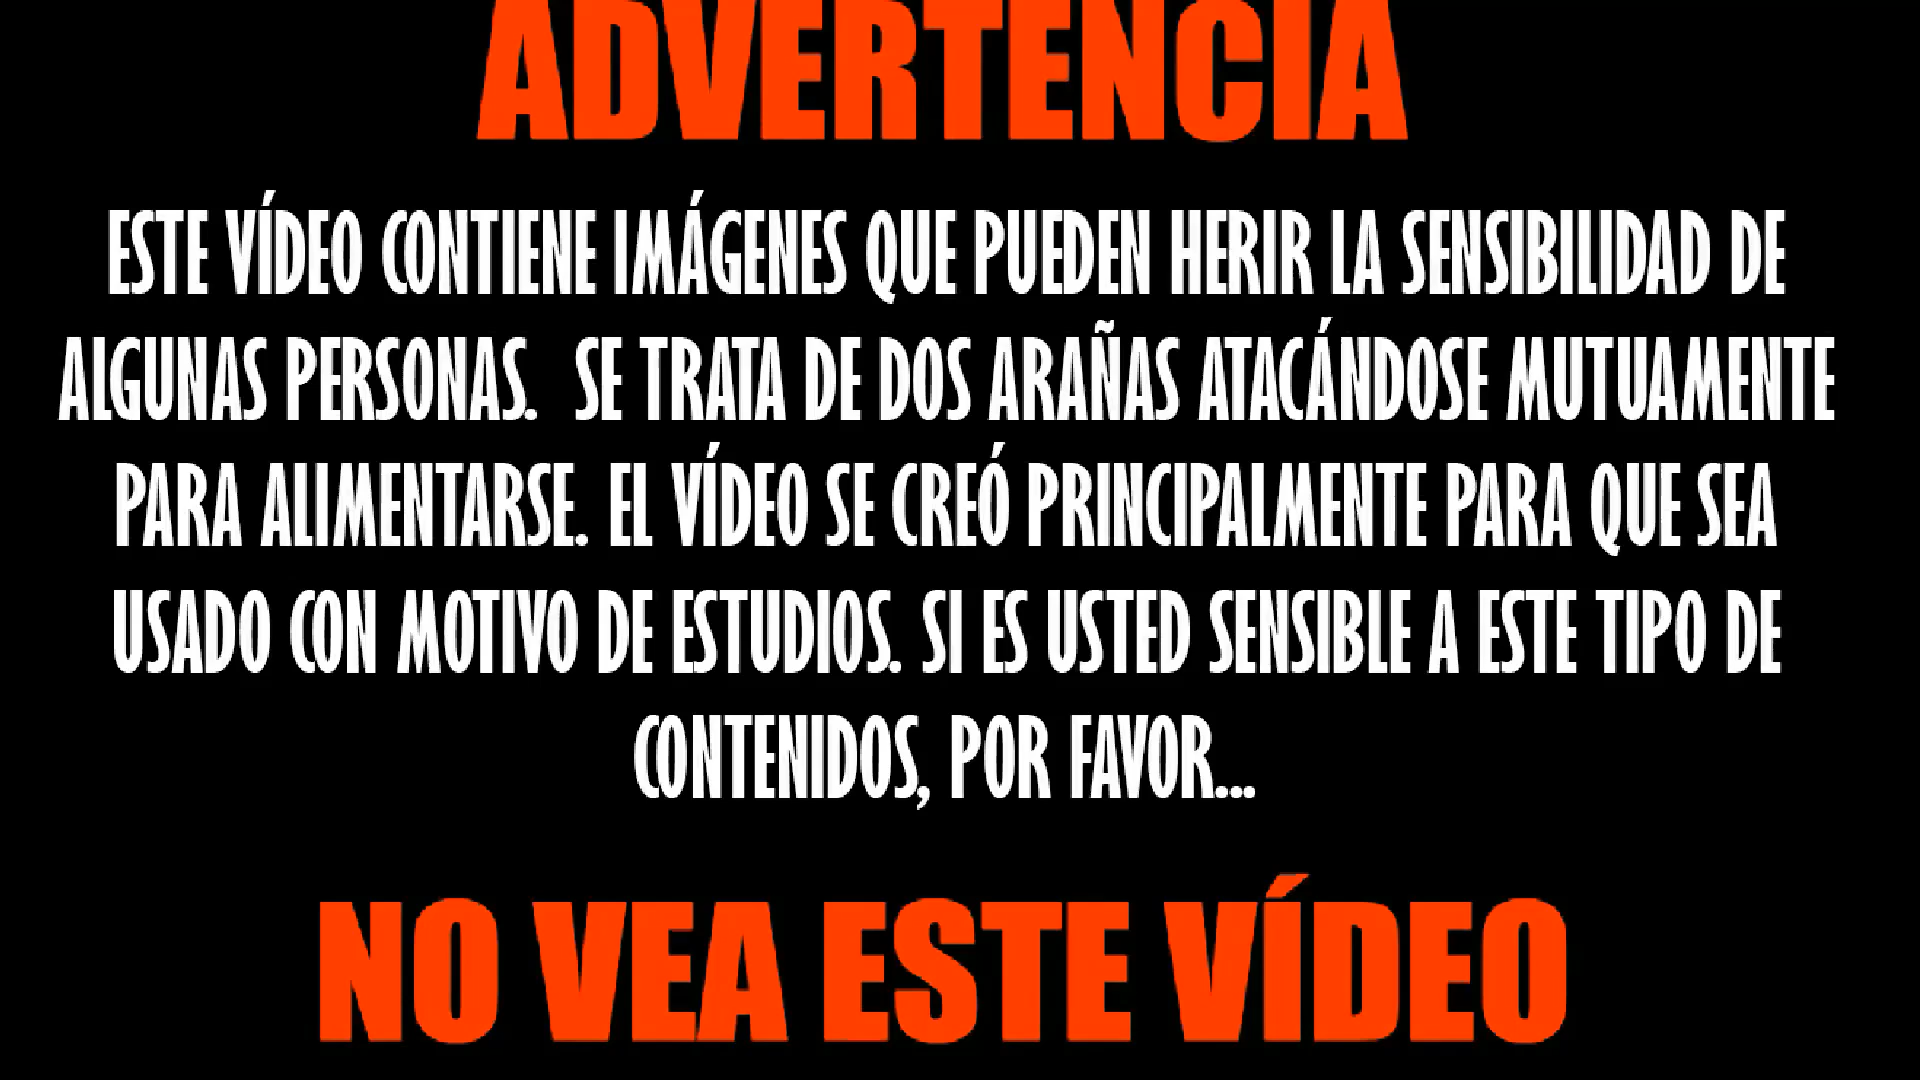 ADVERTENCIA
ESTE VÍDEO CONTIENE IMÁGENES QUE PUEDEN HERIR LA SENSIBILIDAD DE
ALGUNAS PERSONAS.  SE TRATA DE DOS ARAÑAS ATACÁNDOSE MUTUAMENTE
PARA ALIMENTARSE. EL VÍDEO SE CREÓ PRINCIPALMENTE PARA QUE SEA
USADO CON MOTIVO DE ESTUDIOS. SI ES USTED SENSIBLE A ESTE TIPO DE
CONTENIDOS, POR FAVOR...
NO VEA ESTE VÍDEO